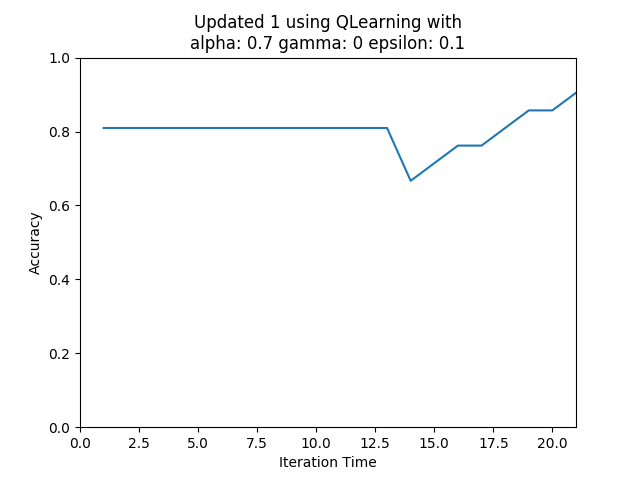 Updated 1 using QLearning with
alpha: 0.7 gamma: 0 epsilon: 0.1
1.0
0.8
0.6
0.4
0.2
0.0
Accuracy
0.0 2.5 5.0 7.5 10.0 12.5 15.0 17.5 20.0
Iteration Time